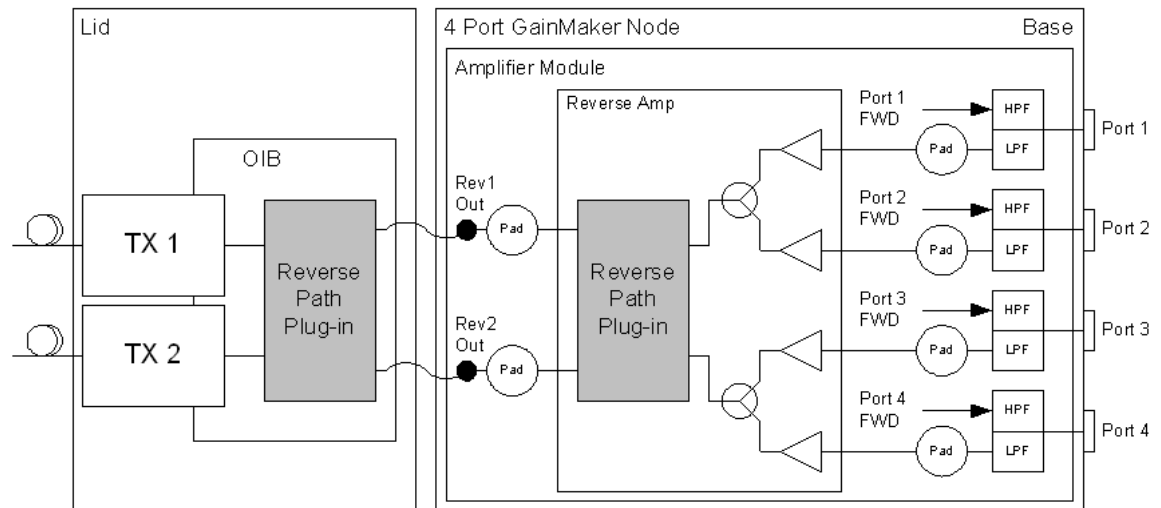 Lid
4 Port GainMaker Node
Base
Amplifier Module
Reverse Amp
OIB
TX 1
TX 2
Reverse
Path
Plug-in
Rev1
Out
Pad
Rev2
Out
Pad
Reverse
Path
Plug-in
Port 1
FWD
Pad
HPF
LPF
Port 1
Port 2
FWD
Pad
HPF
LPF
Port 2
Port 3
FWD
Pad
HPF
LPF
Port 3
Port 4
FWD
Pad
HPF
LPF
Port 4